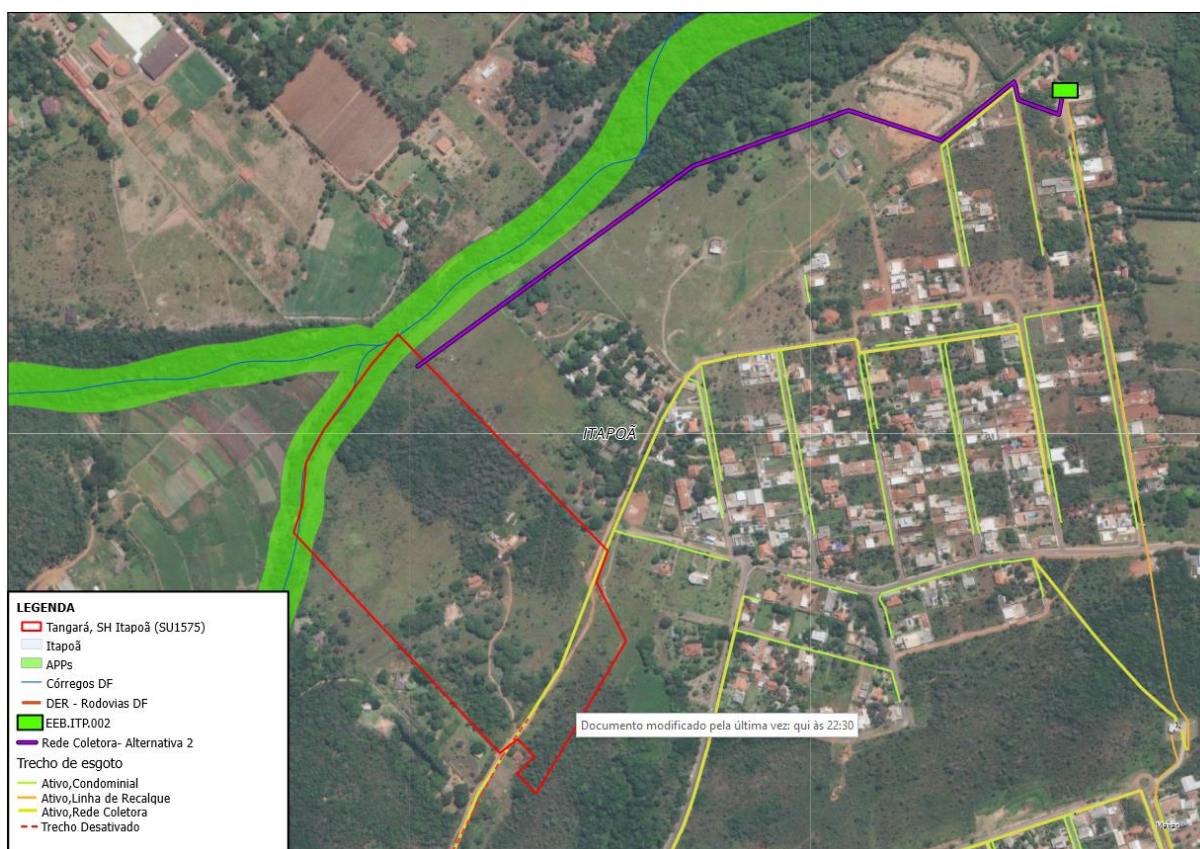 ITAPOÃ
Documento modificado pela última vez: qui às 22:30
LEGENDA
Tangará, SH Itapoã (SU1575)
Itapoã
APPs
Córregos DF
DER - Rodovias DF
EEB.ITP.002
Rede Coletora- Alternativa 2
Trecho de esgoto
Ativo,Condominial
Ativo,Linha de Recalque
Ativo,Rede Coletora
Trecho Desativado